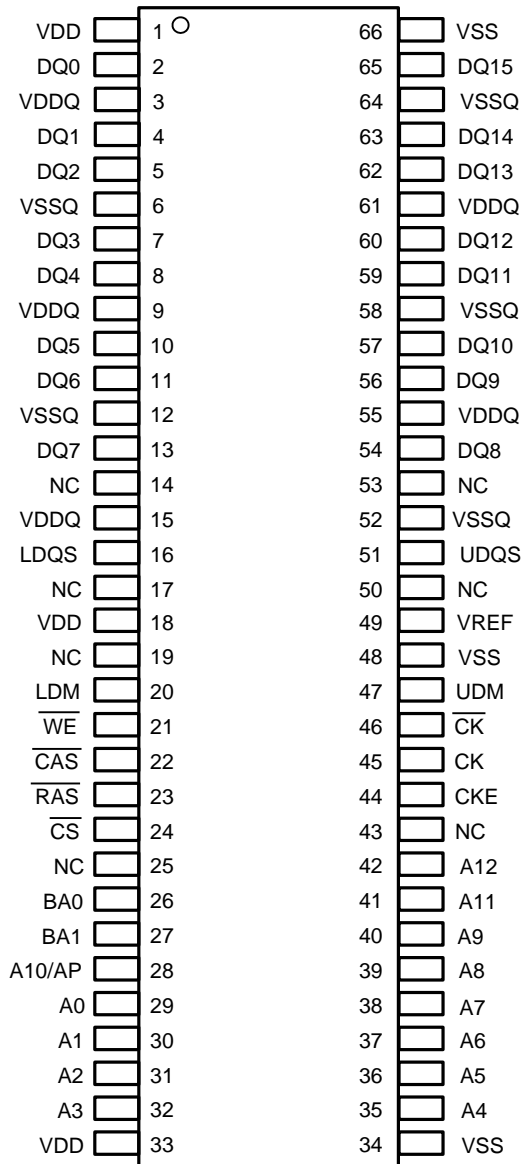 VDD 1 66 VSS
DQ0 2 65 DQ15
VDDQ 3 64 VSSQ
DQ1 4 63 DQ14
DQ2 5 62 DQ13
VSSQ 6 61 VDDQ
DQ3 7 60 DQ12
DQ4 8 59 DQ11
VDDQ 9 58 VSSQ
DQ5 10 57 DQ10
DQ6 11 56 DQ9
VSSQ 12 55 VDDQ
DQ7 13 54 DQ8
NC 14 53 NC
VDDQ 15 52 VSSQ
LDQS 16 51 UDQS
NC 17 50 NC
VDD 18 49 VREF
NC 19 48 VSS
LDM 20 47 UDM
W̅E̅ 21 46 C̅K̅
C̅A̅S̅ 22 45 CK
R̅A̅S̅ 23 44 CKE
C̅S̅ 24 43 NC
NC 25 42 A12
BA0 26 41 A11
BA1 27 40 A9
A10/AP 28 39 A8
A0 29 38 A7
A1 30 37 A6
A2 31 36 A5
A3 32 35 A4
VDD 33 34 VSS